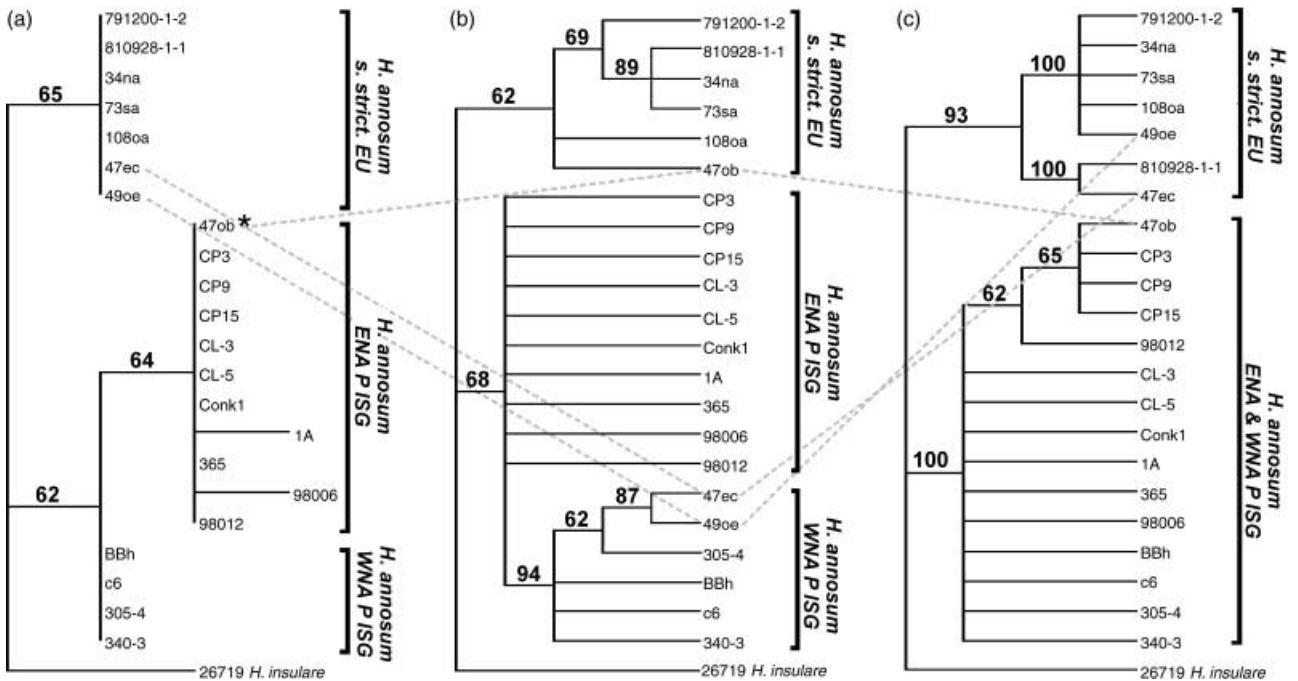 (a)
791200-1-2
810928-1-1
34na
65
73sa
108oa
47ec
49oe
H. annosum
s. strict. EU
47ob *
CP3
CP9
CP15
CL-3
64
CL-5
Conk1
1A
365
62
98006
98012
H. annosum
ENA P ISG
BBh
c6
305-4
340-3
H. annosum
WNA P ISG
26719 H. insulare
(b)
791200-1-2
69
810928-1-1
89
34na
62
73sa
108oa
47ob
H. annosum
s. strict. EU
CP3
CP9
CP15
CL-3
CL-5
Conk1
68
1A
365
98006
98012
H. annosum
ENA P ISG
87
47ec
49oe
62
305-4
94
BBh
c6
340-3
H. annosum
WNA P ISG
26719 H. insulare
(c)
791200-1-2
34na
100
73sa
93
108oa
49oe
810928-1-1
100
47ec
H. annosum
s. strict. EU
47ob
65
CP3
CP9
62
CP15
98012
CL-3
CL-5
Conk1
100
1A
365
98006
BBh
c6
305-4
340-3
H. annosum
ENA & WNA P ISG
26719 H. insulare